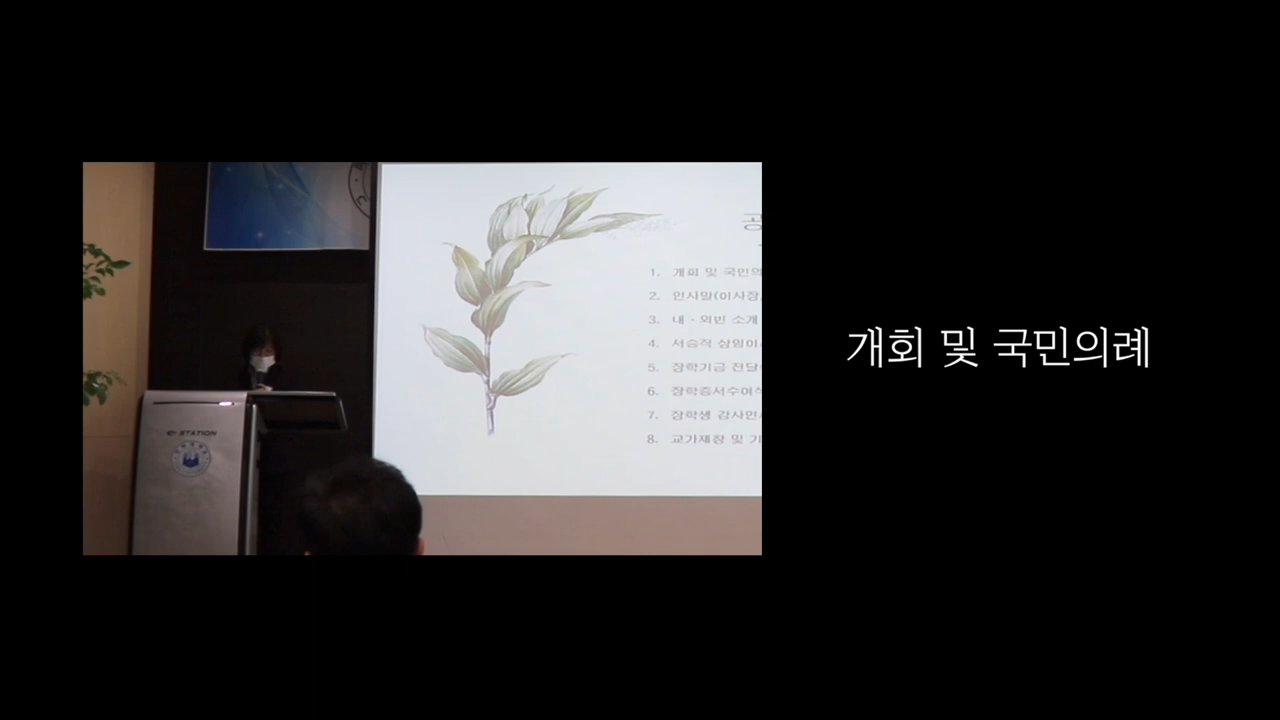 1. 개회 및 국민의
2. 인사말(이사장
3. 내·외빈 소개
4. 서승직 상임이
5. 장학기금 전달
6. 장학증서수여식
7. 장학생 감사인
8. 교가제창 및 기
e-STATION
개회 및 국민의례